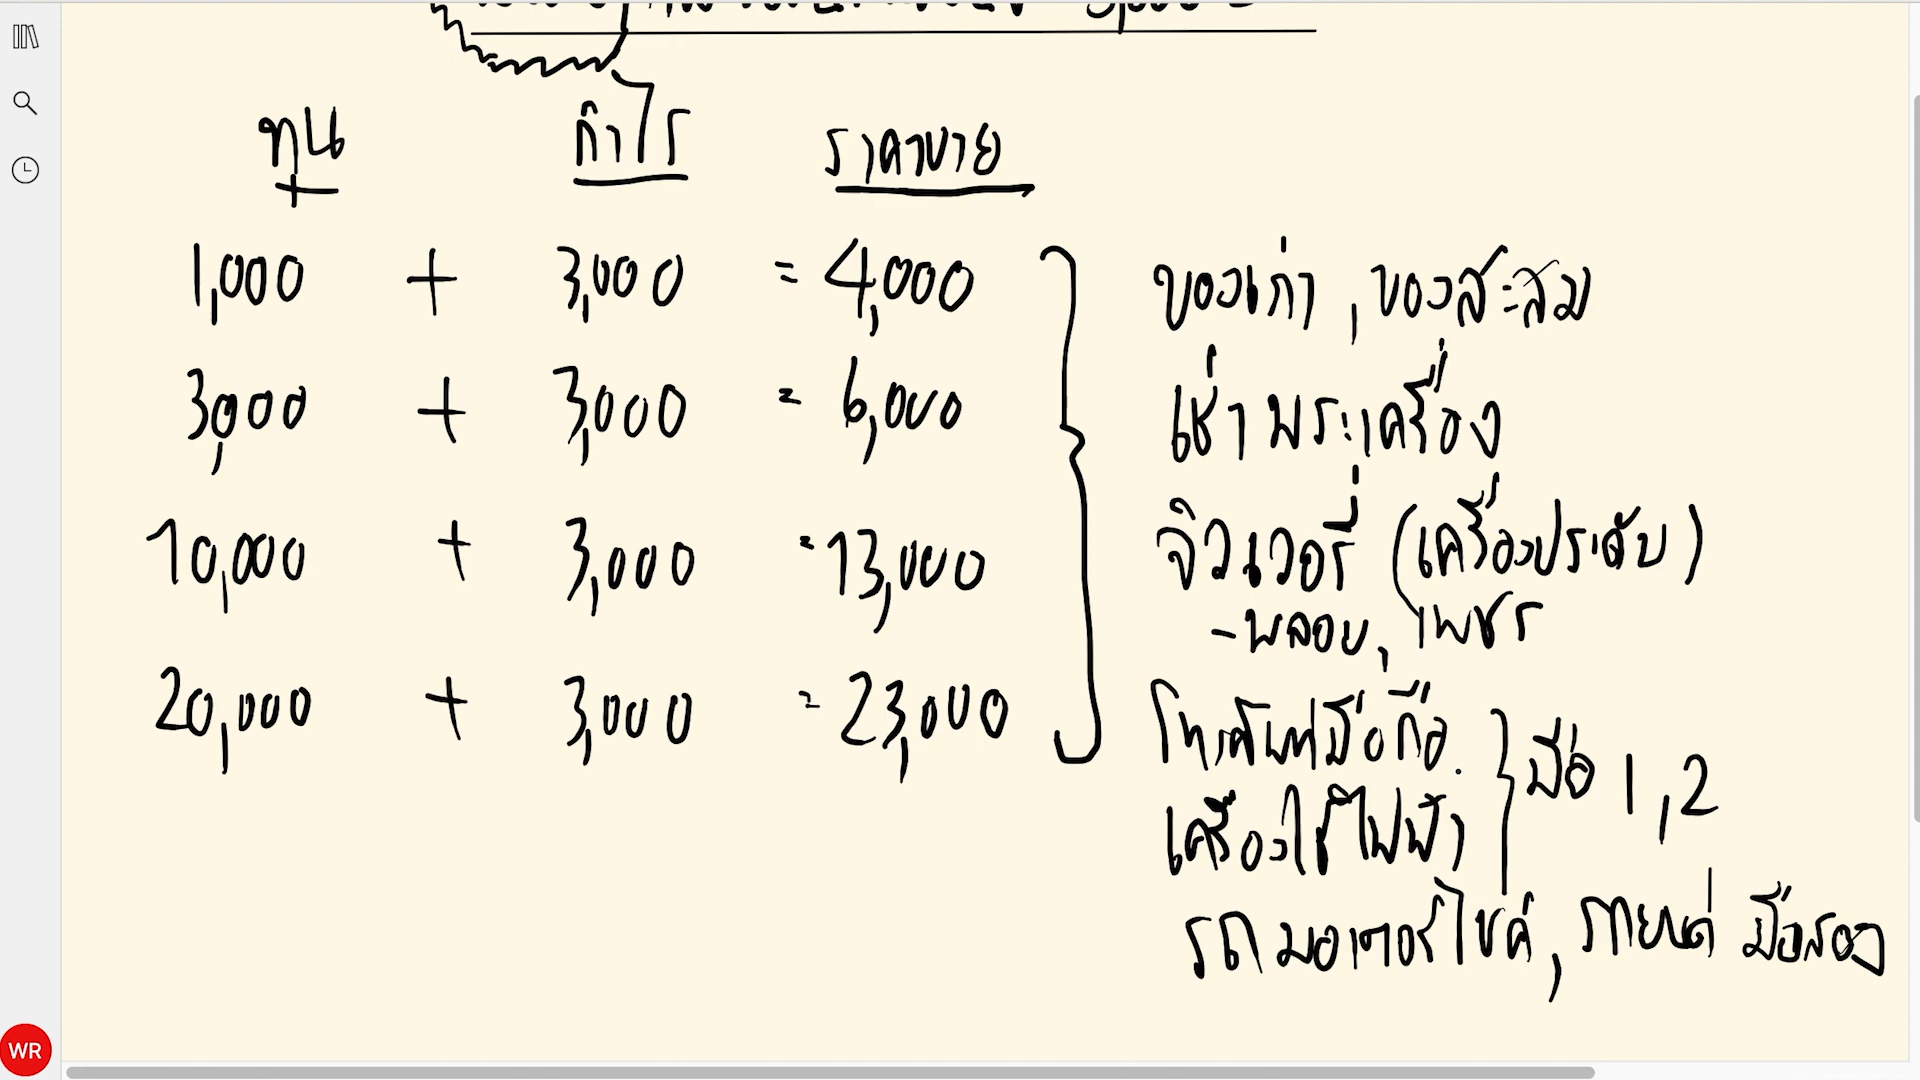 ทุน กำไร ราคาขาย
1,000 + 3,000 = 4,000
3,000 + 3,000 = 6,000
10,000 + 3,000 = 13,000
20,000 + 3,000 = 23,000
ของเก่า, ของสะสม
เช่าพระเครื่อง
จิวเวอรี่ (เครื่องประดับ)
- พลอย, เพชร
โทรศัพท์มือถือ
เครื่องใช้ไฟฟ้า
มือ 1,2
รถมอเตอร์ไซค์, รถยนต์ มือสอง
WR